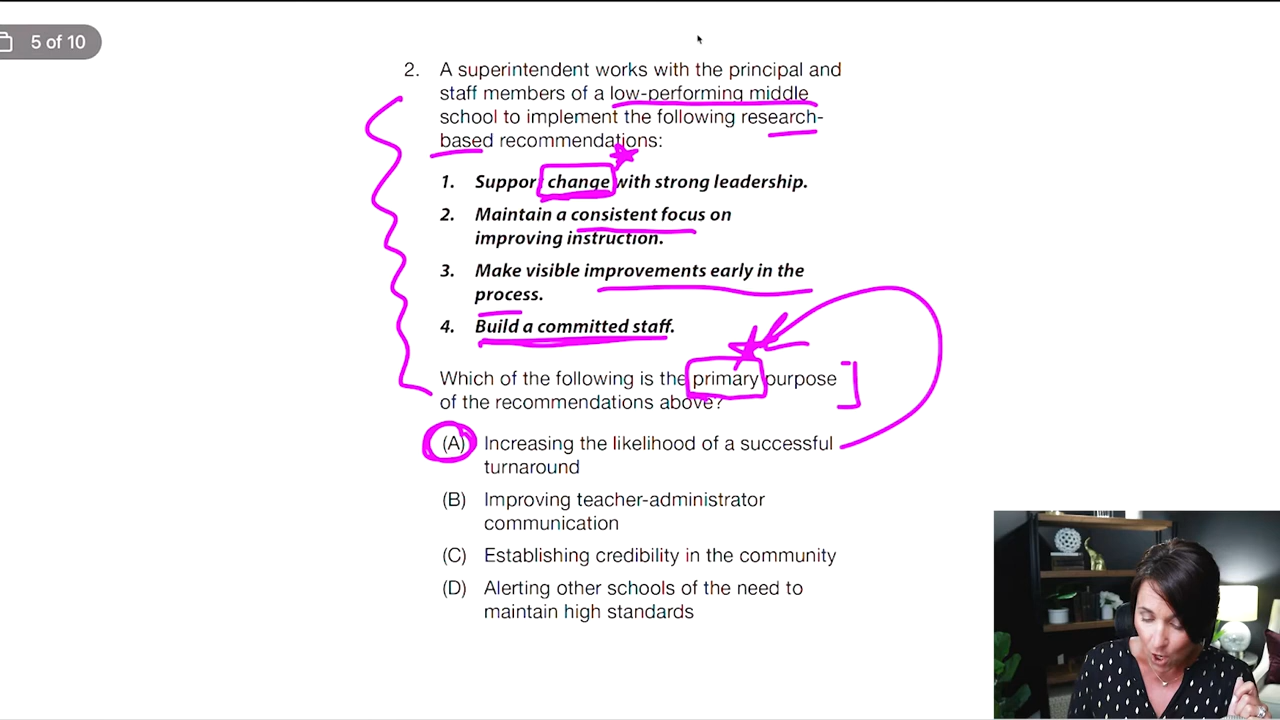 5 of 10
2. A superintendent works with the principal and
staff members of a low-performing middle
school to implement the following research-
based recommendations:
1. Support change with strong leadership.
2. Maintain a consistent focus on
improving instruction.
3. Make visible improvements early in the
process.
4. Build a committed staff.
Which of the following is the primary purpose
of the recommendations above?
(A) Increasing the likelihood of a successful
turnaround
(B) Improving teacher-administrator
communication
(C) Establishing credibility in the community
(D) Alerting other schools of the need to
maintain high standards